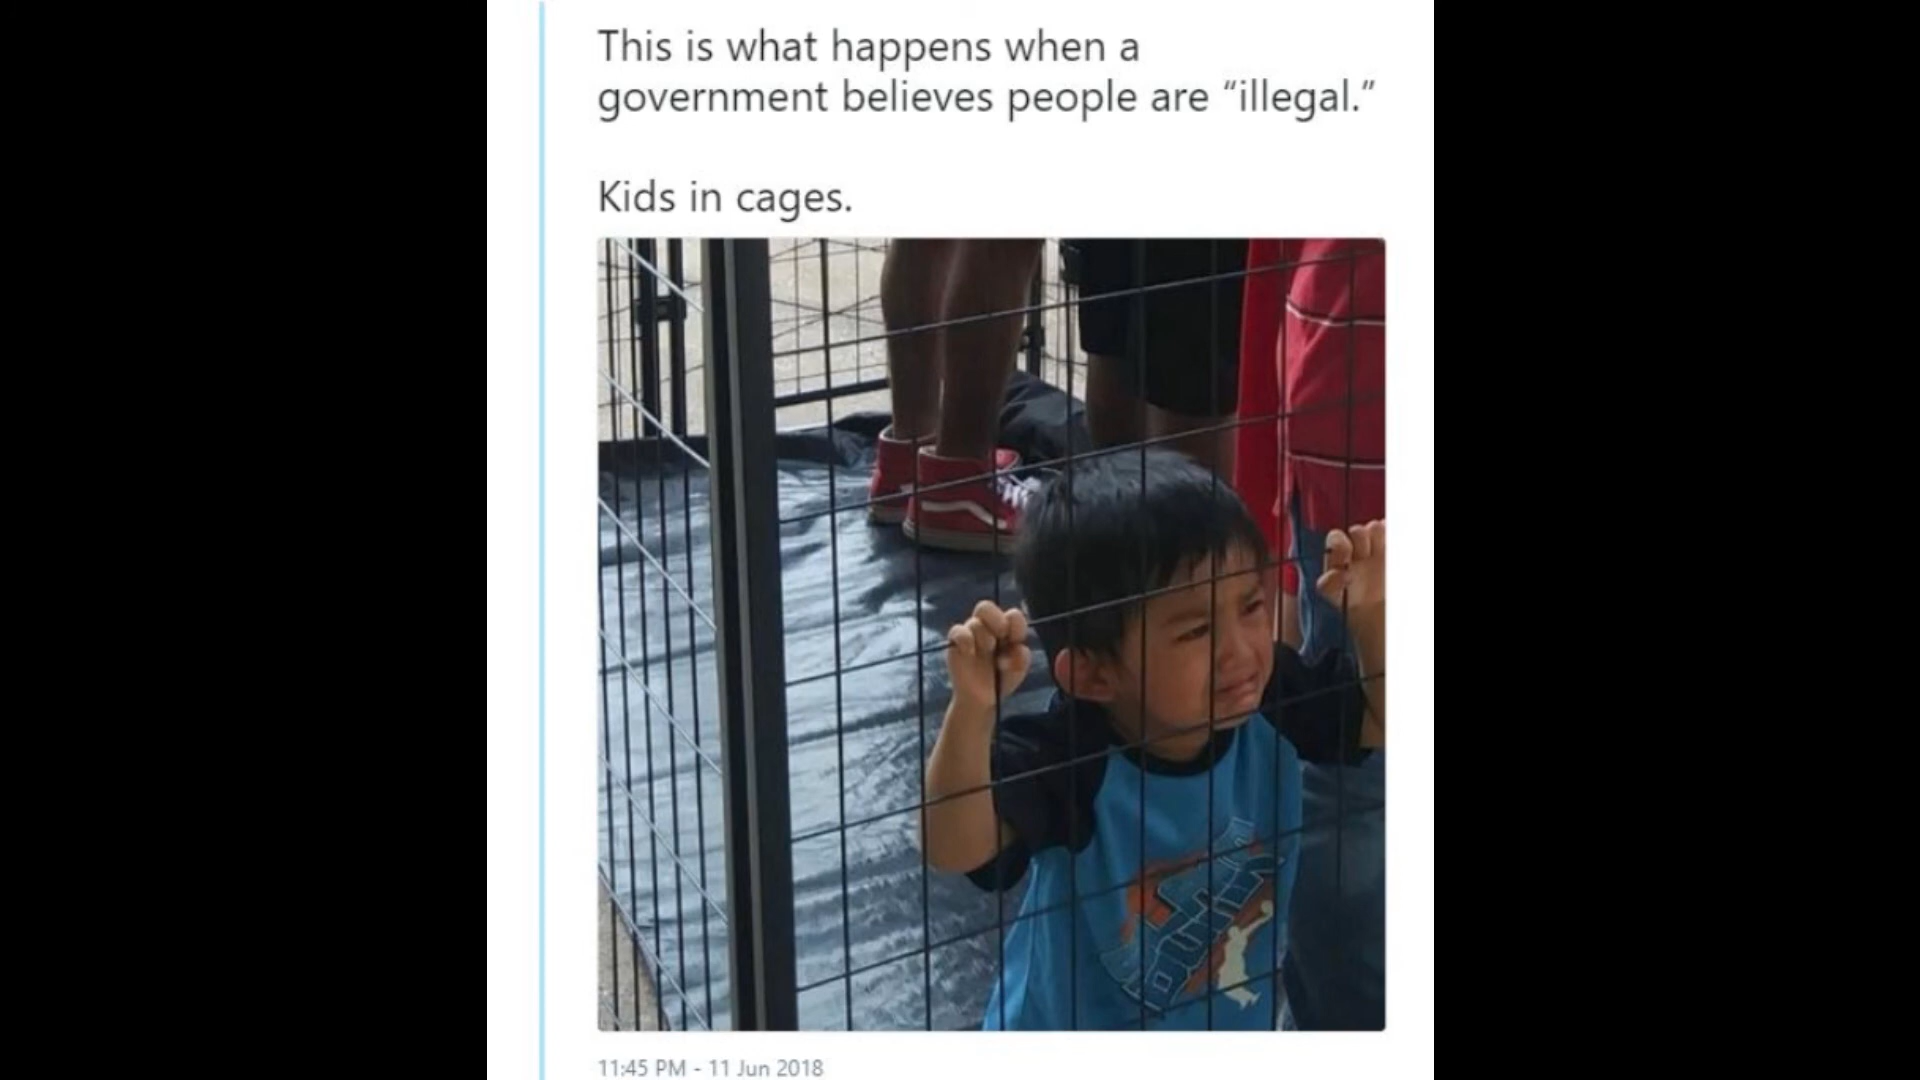 This is what happens when a
government believes people are “illegal.”
Kids in cages.
11:45 PM - 11 Jun 2018